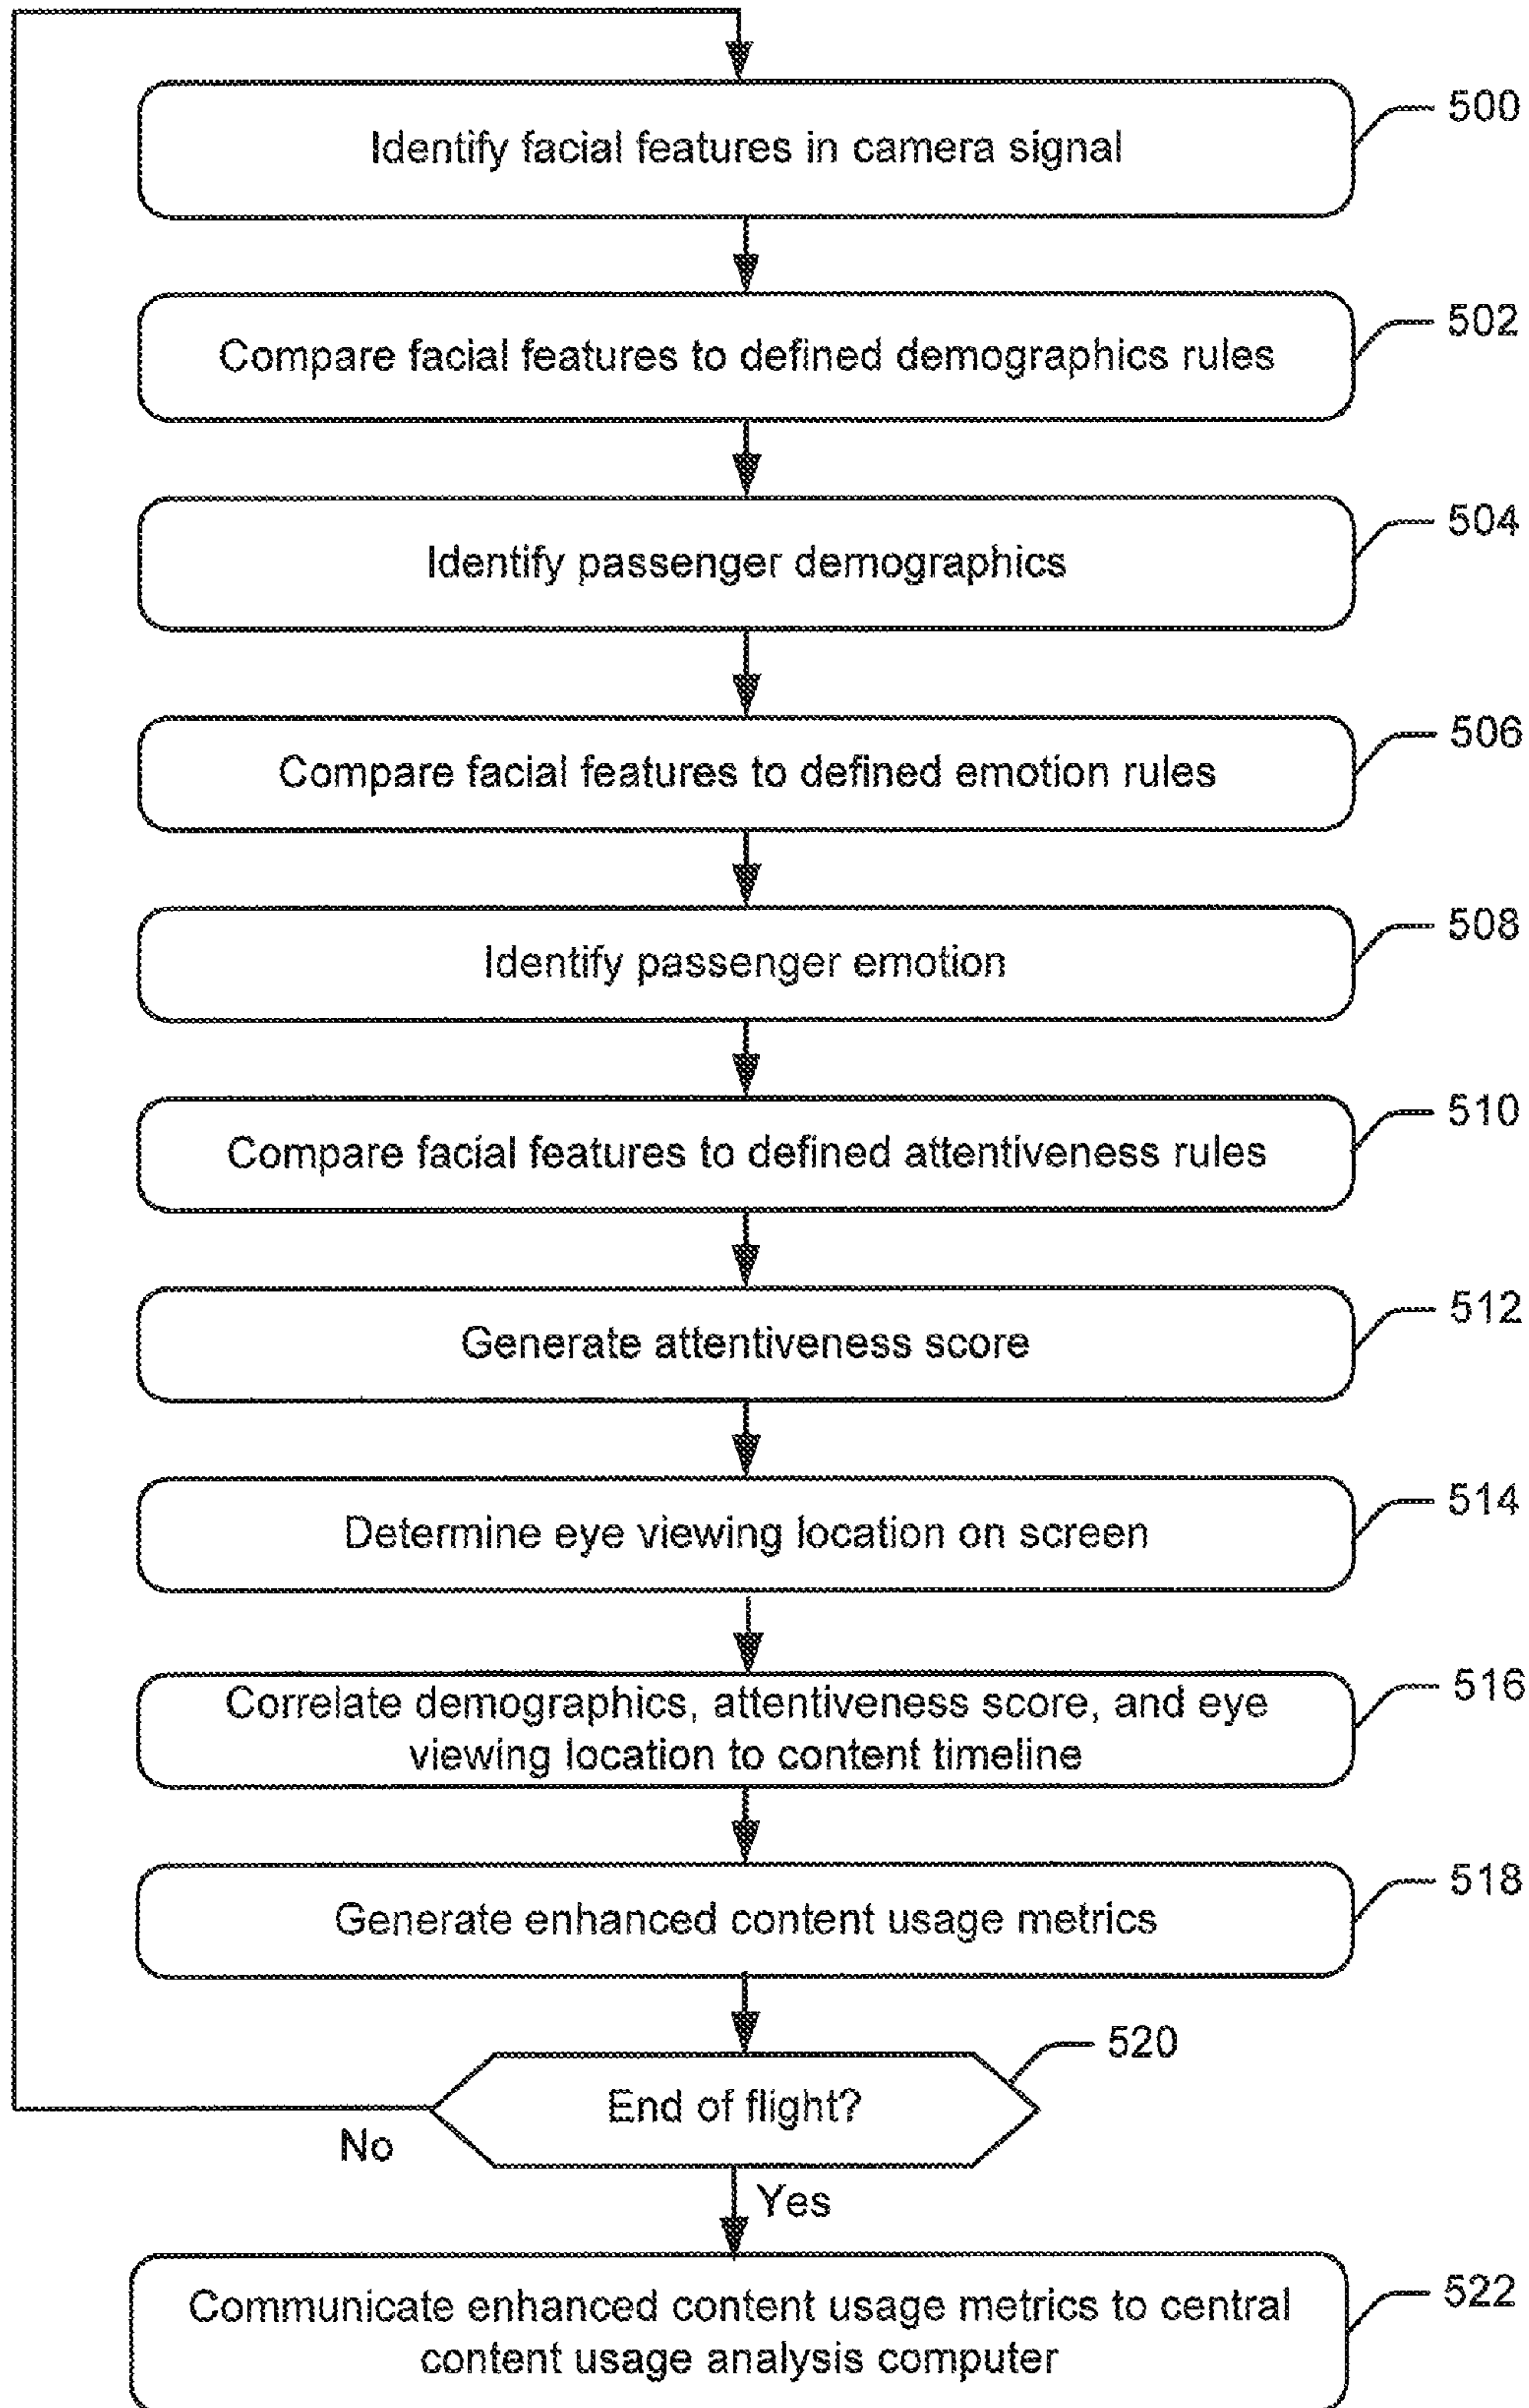 Identify facial features in camera signal
500
Compare facial features to defined demographics rules
502
Identify passenger demographics
504
Compare facial features to defined emotion rules
506
Identify passenger emotion
508
Compare facial features to defined attentiveness rules
510
Generate attentiveness score
512
Determine eye viewing location on screen
514
Correlate demographics, attentiveness score, and eye
viewing location to content timeline
516
Generate enhanced content usage metrics
518
End of flight?
520
No
Yes
Communicate enhanced content usage metrics to central
content usage analysis computer
522